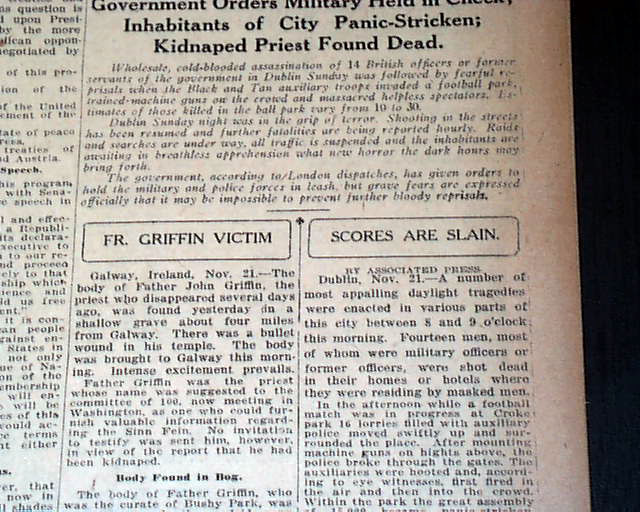 Government Orders Military Held in Check;
Inhabitants of City Panic-Stricken;
Kidnaped Priest Found Dead.
Wholesale, cold-blooded assassination of 14 British officers or former
servants of the government in Dublin Sunday was followed by fearful re-
prisals when the Black and Tan auxiliary troops invaded a football park,
trained machine guns on the crowd and massacred helpless spectators. Es-
timates of those killed in the ball park vary from 10 to 30.
Dublin Sunday night was in the grip of terror. Shooting in the streets
has been resumed and further fatalities are being reported hourly. Raids
and searches are under way, all traffic is suspended and the inhabitants are
awaiting in breathless apprehension what new horror the dark hours may
bring forth.
The government, according to London dispatches, has given orders to
hold the military and police forces in leash, but grave fears are expressed
officially that it may be impossible to prevent further bloody reprisals.
FR. GRIFFIN VICTIM
Galway, Ireland, Nov. 21.—The
body of Father John Griffin, the
priest who disappeared several days
ago, was found yesterday in a
shallow grave about four miles
from Galway. There was a bullet
wound in his temple. The body
was brought to Galway this morn-
ing. Intense excitement prevails.
Father Griffin was the priest
whose name was suggested to the
committee of 100, now meeting in
Washington, as one who could fur-
nish valuable information regard-
ing the Sinn Fein. No invitation
to testify was sent him, however,
in view of the report that he had
been kidnaped.
Body Found in Bog.
The body of Father Griffin, who
was the curate of Bushy Park, was
SCORES ARE SLAIN.
BY ASSOCIATED PRESS
Dublin, Nov. 21.—A number of
most appalling daylight tragedies
were enacted in various parts of
this city between 8 and 9 o'clock
this morning. Fourteen men, most
of whom were military officers or
former officers, were shot dead
in their homes or hotels where
they were residing by masked men.
In the afternoon while a football
match was in progress at Croke
park 16 lorries filled with auxiliary
police moved swiftly up and sur-
rounded the place. After mounting
machine guns on hights above, the
police broke through the gates. The
auxiliaries were hooted and, accord-
ing to eye witnesses, first fired in
the air and then into the crowd.
Within the park the great assembly